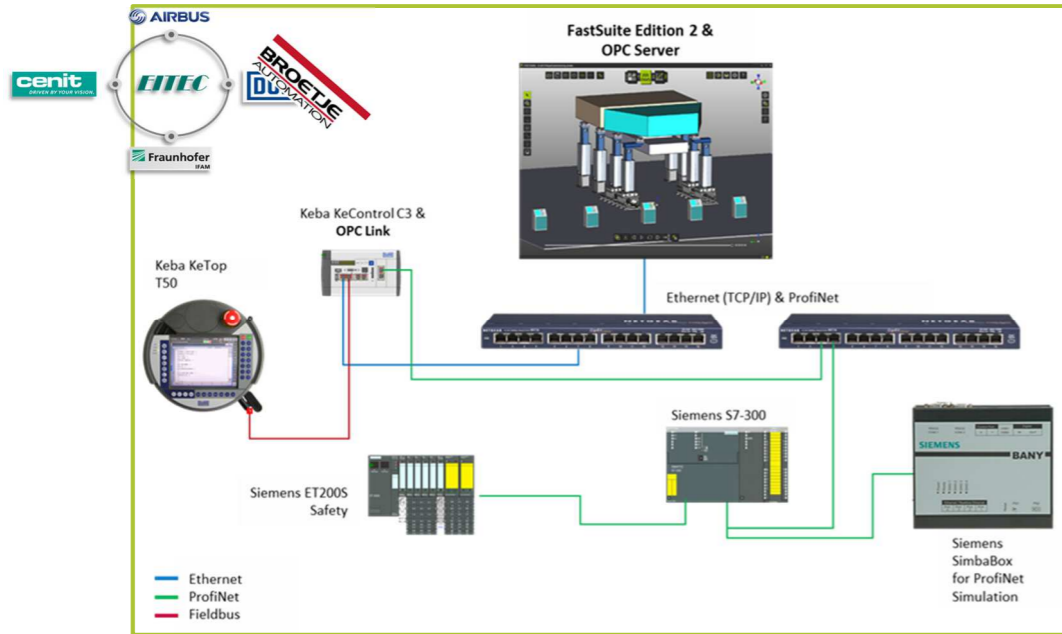 AIRBUS
cenit
DRIVEN BY YOUR VISION.
EITEC
BROETJE
AUTOMATION
Fraunhofer
IFAM
FastSuite Edition 2 &
OPC Server
Keba KeControl C3 &
OPC Link
Keba KeTop
T50
Ethernet (TCP/IP) & ProfiNet
NETGEAR
NETGEAR
Siemens S7-300
SIEMENS
BANY
Siemens ET200S
Safety
Siemens
SimbaBox
for ProfiNet
Simulation
Ethernet
ProfiNet
Fieldbus